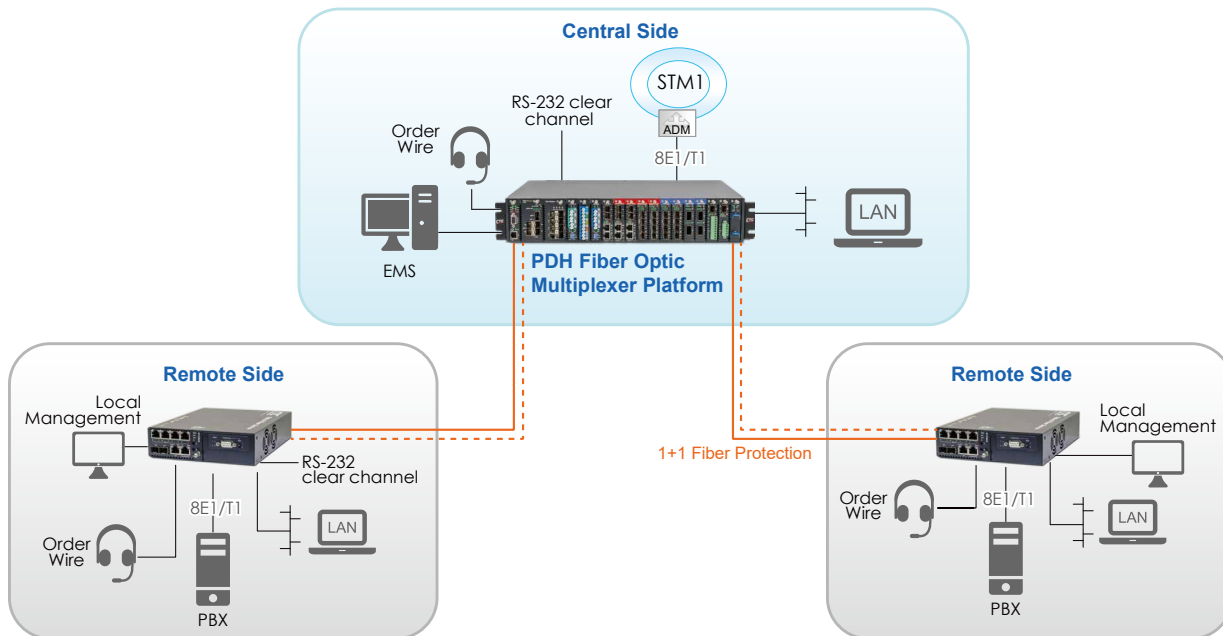 Central Side
STM1
RS-232 clear
channel
ADM
Order
Wire
8E1/T1
LAN
EMS
PDH Fiber Optic
Multiplexer Platform
Remote Side
Local
Management
RS-232
clear channel
8E1/T1
LAN
Order
Wire
PBX
1+1 Fiber Protection
Remote Side
Local
Management
Order
Wire
8E1/T1
LAN
PBX